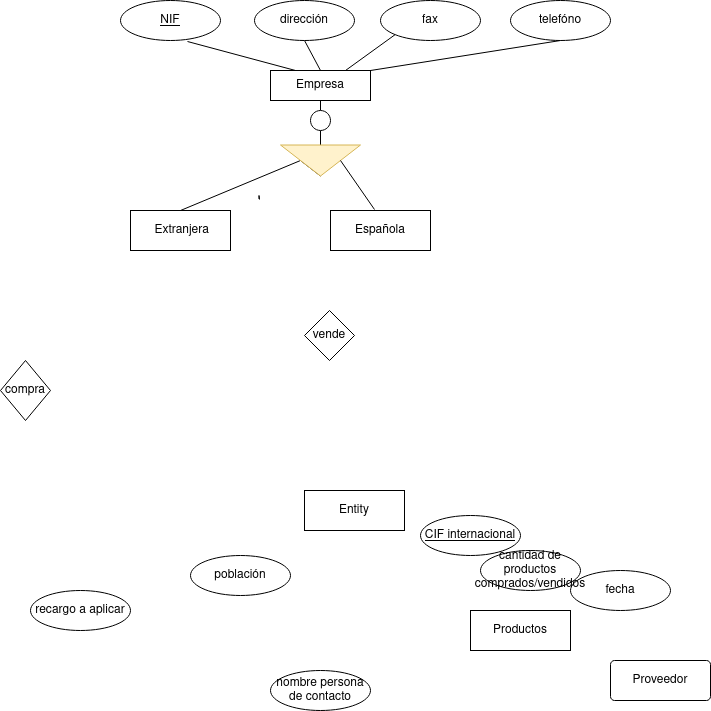 NIF
dirección
fax
telefóno
Empresa
Extranjera
Española
vende
compra
Entity
CIF internacional
cantidad de
productos
comprados/vendidos
población
fecha
recargo a aplicar
Productos
nombre persona
de contacto
Proveedor